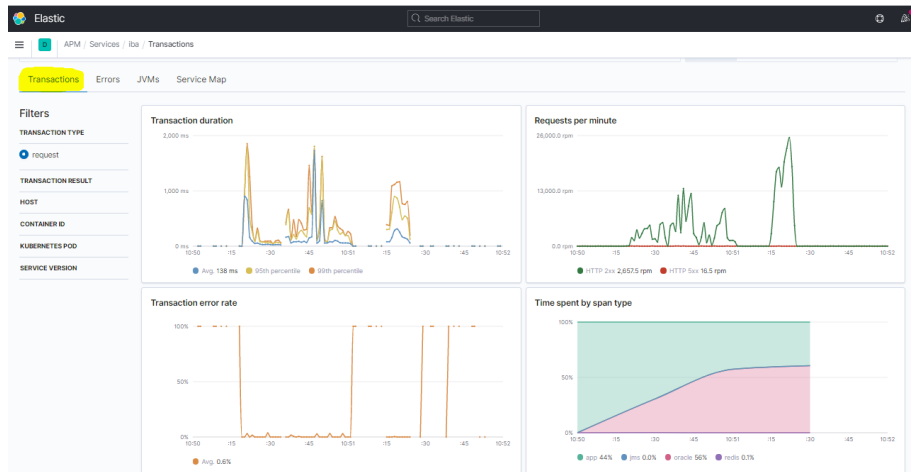 Elastic
Search Elastic
D
APM / Services / iba / Transactions
Transactions Errors JVMs Service Map
Filters
TRANSACTION TYPE
request
TRANSACTION RESULT
HOST
CONTAINER ID
KUBERNETES POD
SERVICE VERSION
Transaction duration
2,000 ms
1,000 ms
0 ms
10:50 :15 :30 :45 10:51 :15 :30 :45 10:52
Avg. 138 ms 95th percentile 99th percentile
Requests per minute
26,000.0 rpm
13,000.0 rpm
0.0 rpm
10:50 :15 :30 :45 10:51 :15 :30 :45 10:52
HTTP 2xx 2,657.5 rpm HTTP 5xx 16.5 rpm
Transaction error rate
100%
50%
0%
10:50 :15 :30 :45 10:51 :15 :30 :45 10:52
Avg. 0.6%
Time spent by span type
100%
50%
0%
10:50 :15 :30 :45 10:51 :15 :30 :45 10:52
app 44% jms 0.0% oracle 56% redis 0.1%